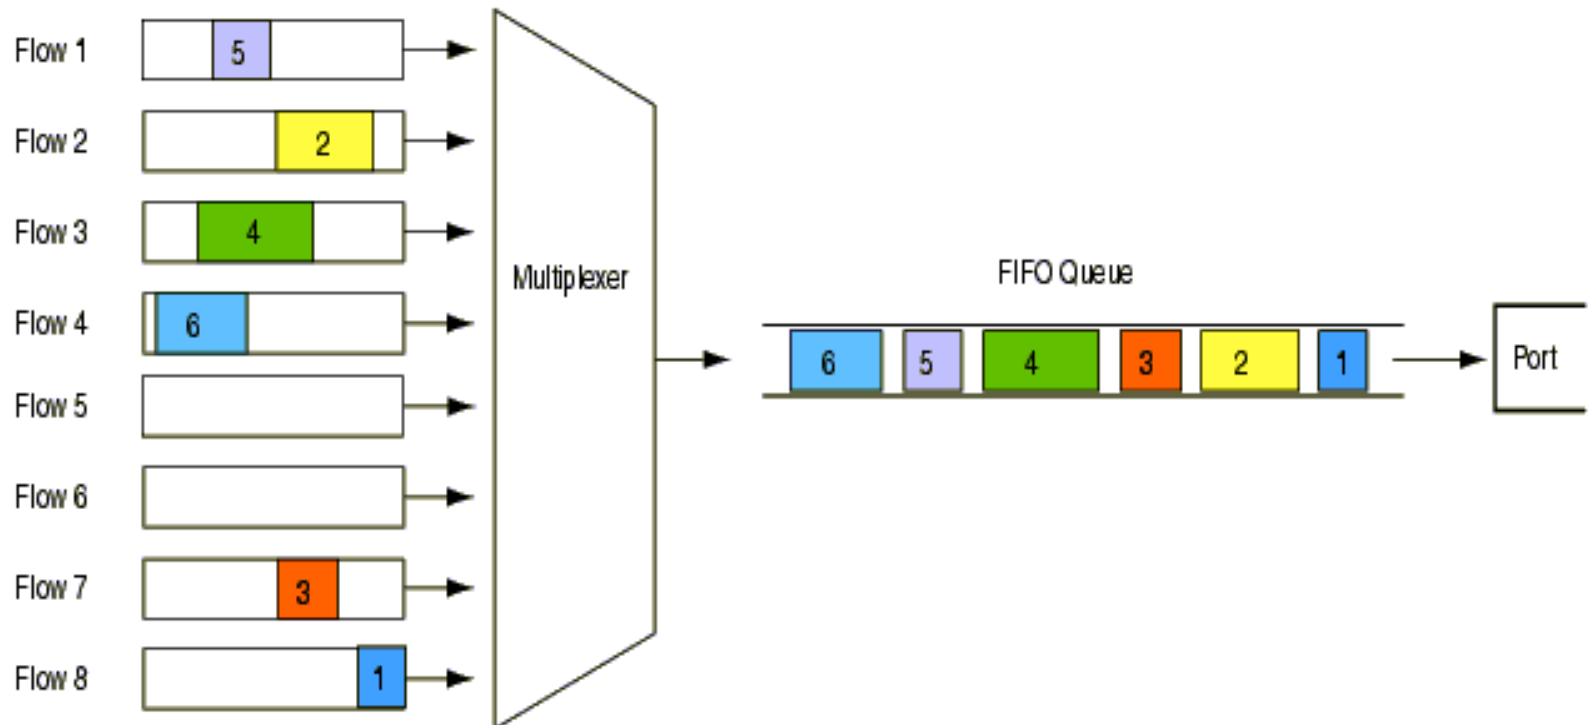 Flow 1
5
Flow 2
2
Flow 3
4
Flow 4
6
Flow 5
Flow 6
Flow 7
3
Flow 8
1
Multiplexer
FIFO Queue
6 5 4 3 2 1
Port